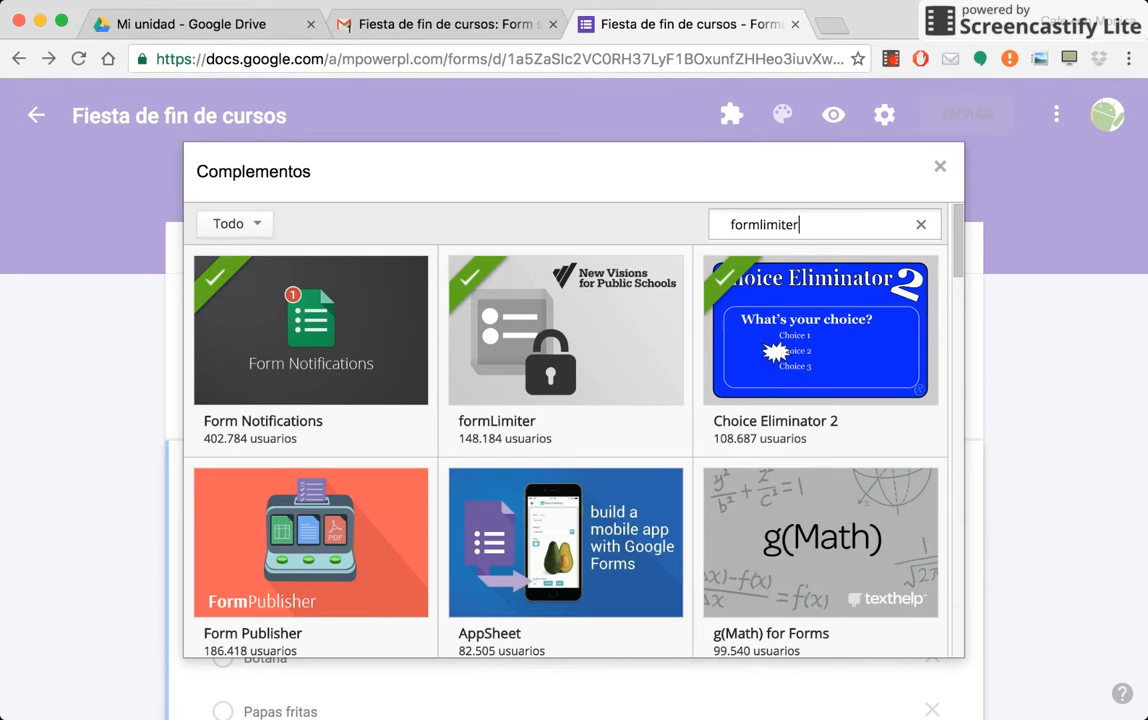 Mi unidad - Google Drive
Fiesta de fin de cursos: Form s
Fiesta de fin de cursos - Form
powered by
Screencastify Lite
https://docs.google.com/a/mpowerpl.com/forms/d/1a5ZaSIc2VC0RH37LyF1BOxunfZHHeo3iuvXw...
Fiesta de fin de cursos
ENVIAR
Complementos
Todo
formlimiter
1
Form Notifications
New Visions
for Public Schools
Choice Eliminator
2
What's your choice?
Choice 1
Choice 2
Choice 3
Form Notifications
402.784 usuarios
formLimiter
148.184 usuarios
Choice Eliminator 2
108.687 usuarios
PDF
FormPublisher
build a
mobile app
with Google
Forms
g(Math)
texthelp
Form Publisher
186.418 usuarios
AppSheet
82.505 usuarios
g(Math) for Forms
99.540 usuarios
Botana
Papas fritas